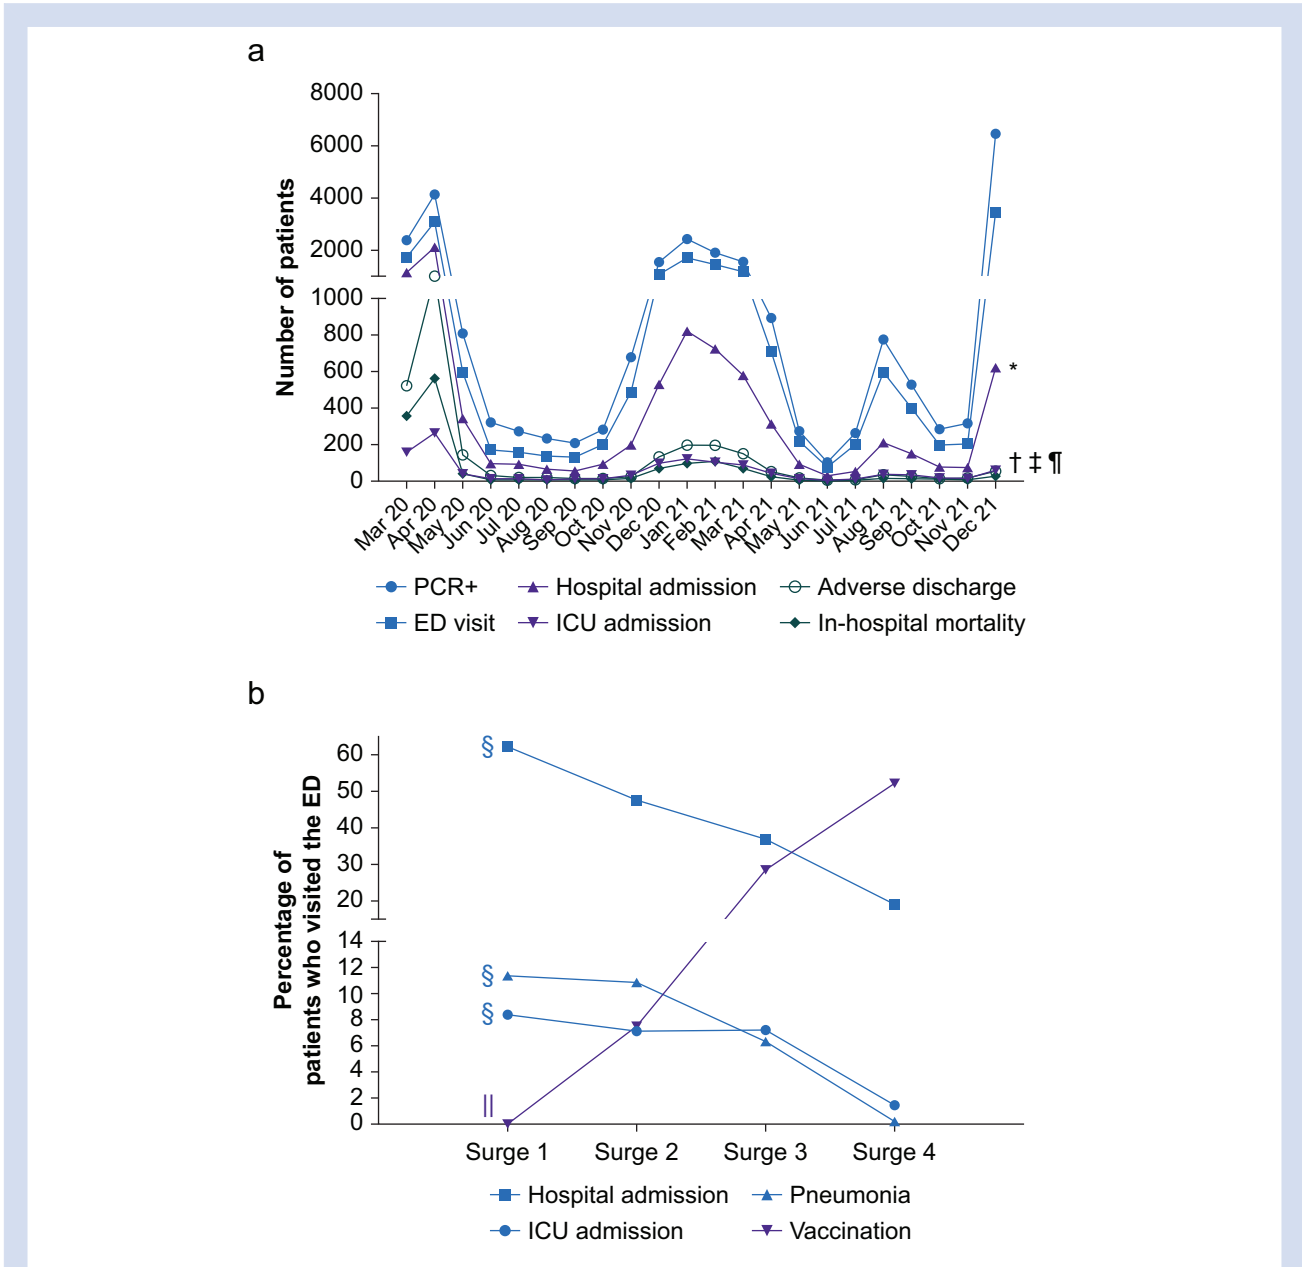 a
Number of patients
8000
6000
4000
2000
1000
800
600
400
200
0
*
† ‡ ¶
Mar 20
Apr 20
May 20
Jun 20
Jul 20
Aug 20
Sep 20
Oct 20
Nov 20
Dec 20
Jan 21
Feb 21
Mar 21
Apr 21
May 21
Jun 21
Jul 21
Aug 21
Sep 21
Oct 21
Nov 21
Dec 21
PCR+ Hospital admission Adverse discharge
ED visit ICU admission In-hospital mortality
b
Percentage of
patients who visited the ED
60
50
40
30
20
14
12
10
8
6
4
2
0
§
§
§
||
Surge 1 Surge 2 Surge 3 Surge 4
Hospital admission Pneumonia
ICU admission Vaccination